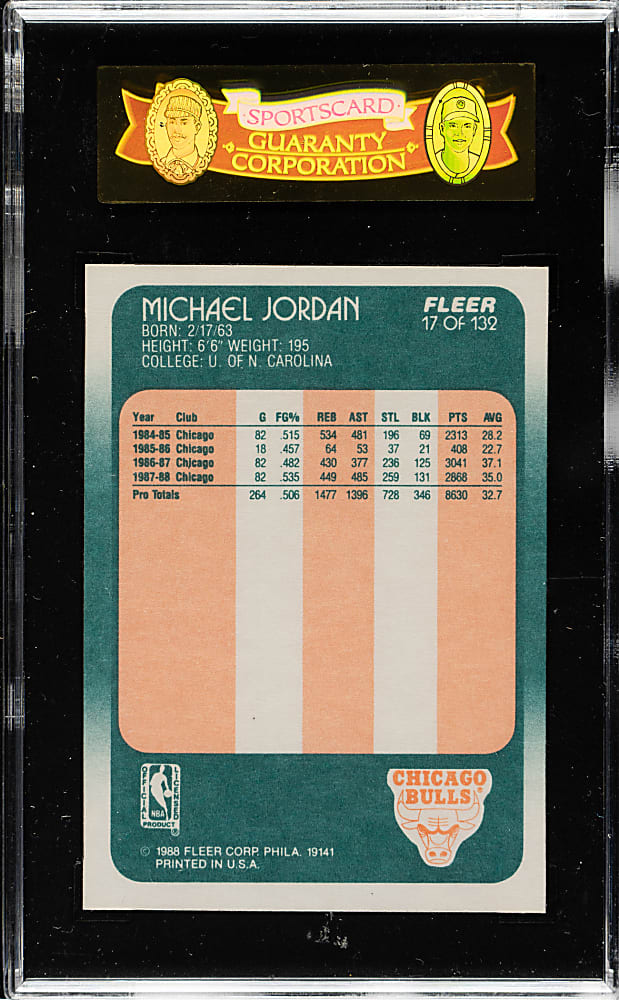 SPORTSCARD
GUARANTY
CORPORATION
MICHAEL JORDAN
BORN: 2/17/63
HEIGHT: 6'6" WEIGHT: 195
COLLEGE: U. OF N. CAROLINA
FLEER
17 OF 132
Year Club G FG% REB AST STL BLK PTS AVG
1984-85 Chicago 82 .515 534 481 196 69 2313 28.2
1985-86 Chicago 18 .457 64 53 37 21 408 22.7
1986-87 Chicago 82 .482 430 377 236 125 3041 37.1
1987-88 Chicago 82 .535 449 485 259 131 2868 35.0
Pro Totals 264 .506 1477 1396 728 346 8630 32.7
OFFICIAL LICENSED
NBA
PRODUCT ®
CHICAGO
BULLS ®
© 1988 FLEER CORP. PHILA. 19141
PRINTED IN U.S.A.